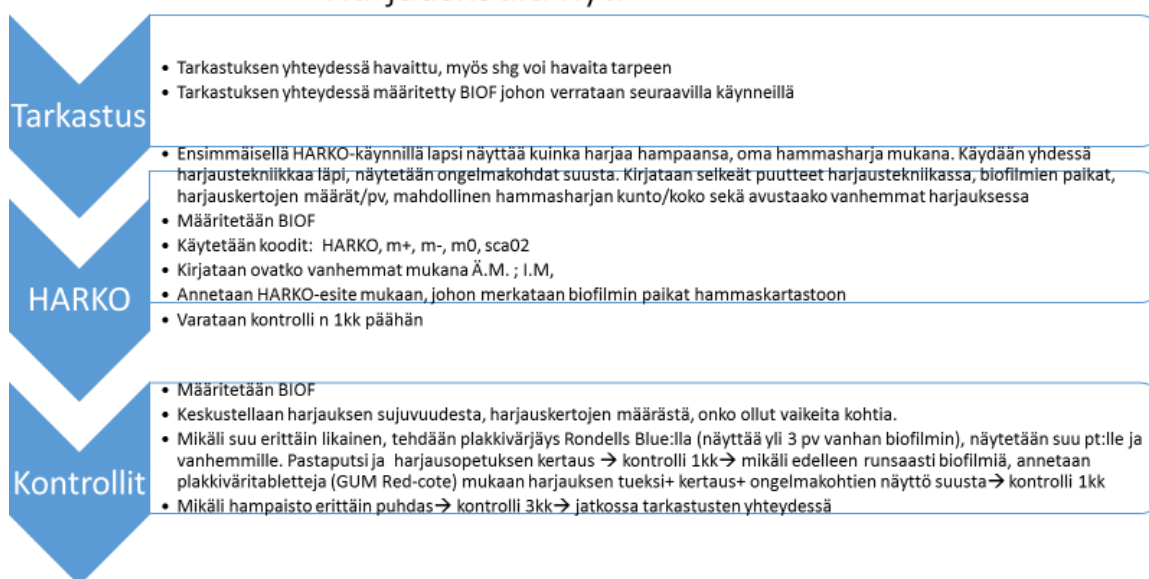 Tarkastus
• Tarkastuksen yhteydessä havaittu, myös shg voi havaita tarpeen
• Tarkastuksen yhteydessä määritetty BIOF johon verrataan seuraavilla käynneillä
HARKO
• Ensimmäisellä HARKO-käynnillä lapsi näyttää kuinka harjaa hampaansa, oma hammasharja mukana. Käydään yhdessä
harjaustekniikkaa läpi, näytetään ongelmakohdat suusta. Kirjataan selkeät puutteet harjaustekniikassa, biofilmien paikat,
harjauskertojen määrät/pv, mahdollinen hammasharjan kunto/koko sekä avustaako vanhemmat harjauksessa
• Määritetään BIOF
• Käytetään koodit: HARKO, m+, m-, m0, sca02
• Kirjataan ovatko vanhemmat mukana Ä.M. ; I.M,
• Annetaan HARKO-esite mukaan, johon merkataan biofilmin paikat hammaskartastoon
• Varataan kontrolli n 1kk päähän
Kontrollit
• Määritetään BIOF
• Keskustellaan harjauksen sujuvuudesta, harjauskertojen määrästä, onko ollut vaikeita kohtia.
• Mikäli suu erittäin likainen, tehdään plakkivärjäys Rondells Blue:lla (näyttää yli 3 pv vanhan biofilmin), näytetään suu pt:lle ja
vanhemmille. Pastaputsi ja harjausopetuksen kertaus → kontrolli 1kk→ mikäli edelleen runsaasti biofilmiä, annetaan
plakkiväritabletteja (GUM Red-cote) mukaan harjauksen tueksi+ kertaus+ ongelmakohtien näyttö suusta→ kontrolli 1kk
• Mikäli hampaisto erittäin puhdas→ kontrolli 3kk→ jatkossa tarkastusten yhteydessä